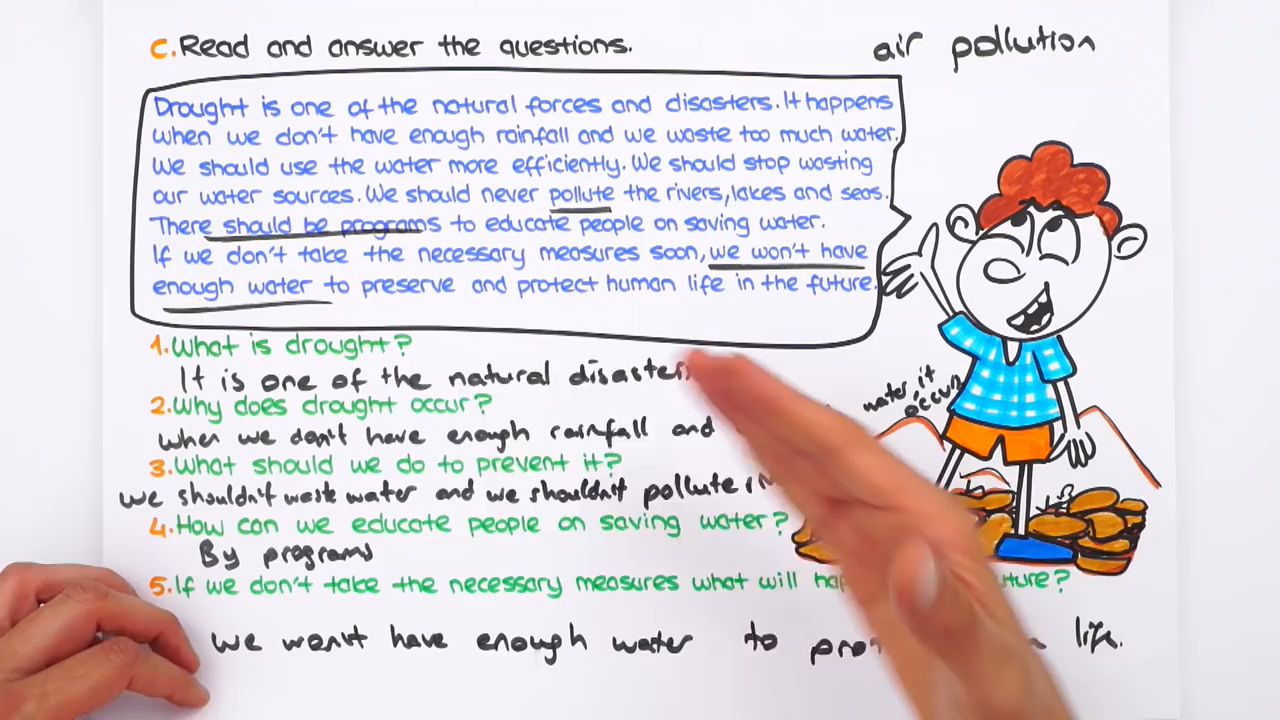 C. Read and answer the questions.
air pollution
Drought is one of the natural forces and disasters. It happens
when we don't have enough rainfall and we waste too much water.
We should use the water more efficiently. We should stop wasting
our water sources. We should never pollute the rivers, lakes and seas.
There should be programs to educate people on saving water.
If we don't take the necessary measures soon, we won't have
enough water to preserve and protect human life in the future.
1. What is drought?
It is one of the natural disasters
2. Why does drought occur?
When we don't have enough rainfall and
water it
occurs
3. What should we do to prevent it?
we shouldn't waste water and we shouldn't pollute
4. How can we educate people on saving water?
By programs
5. If we don't take the necessary measures what will
we won't have enough water to life.